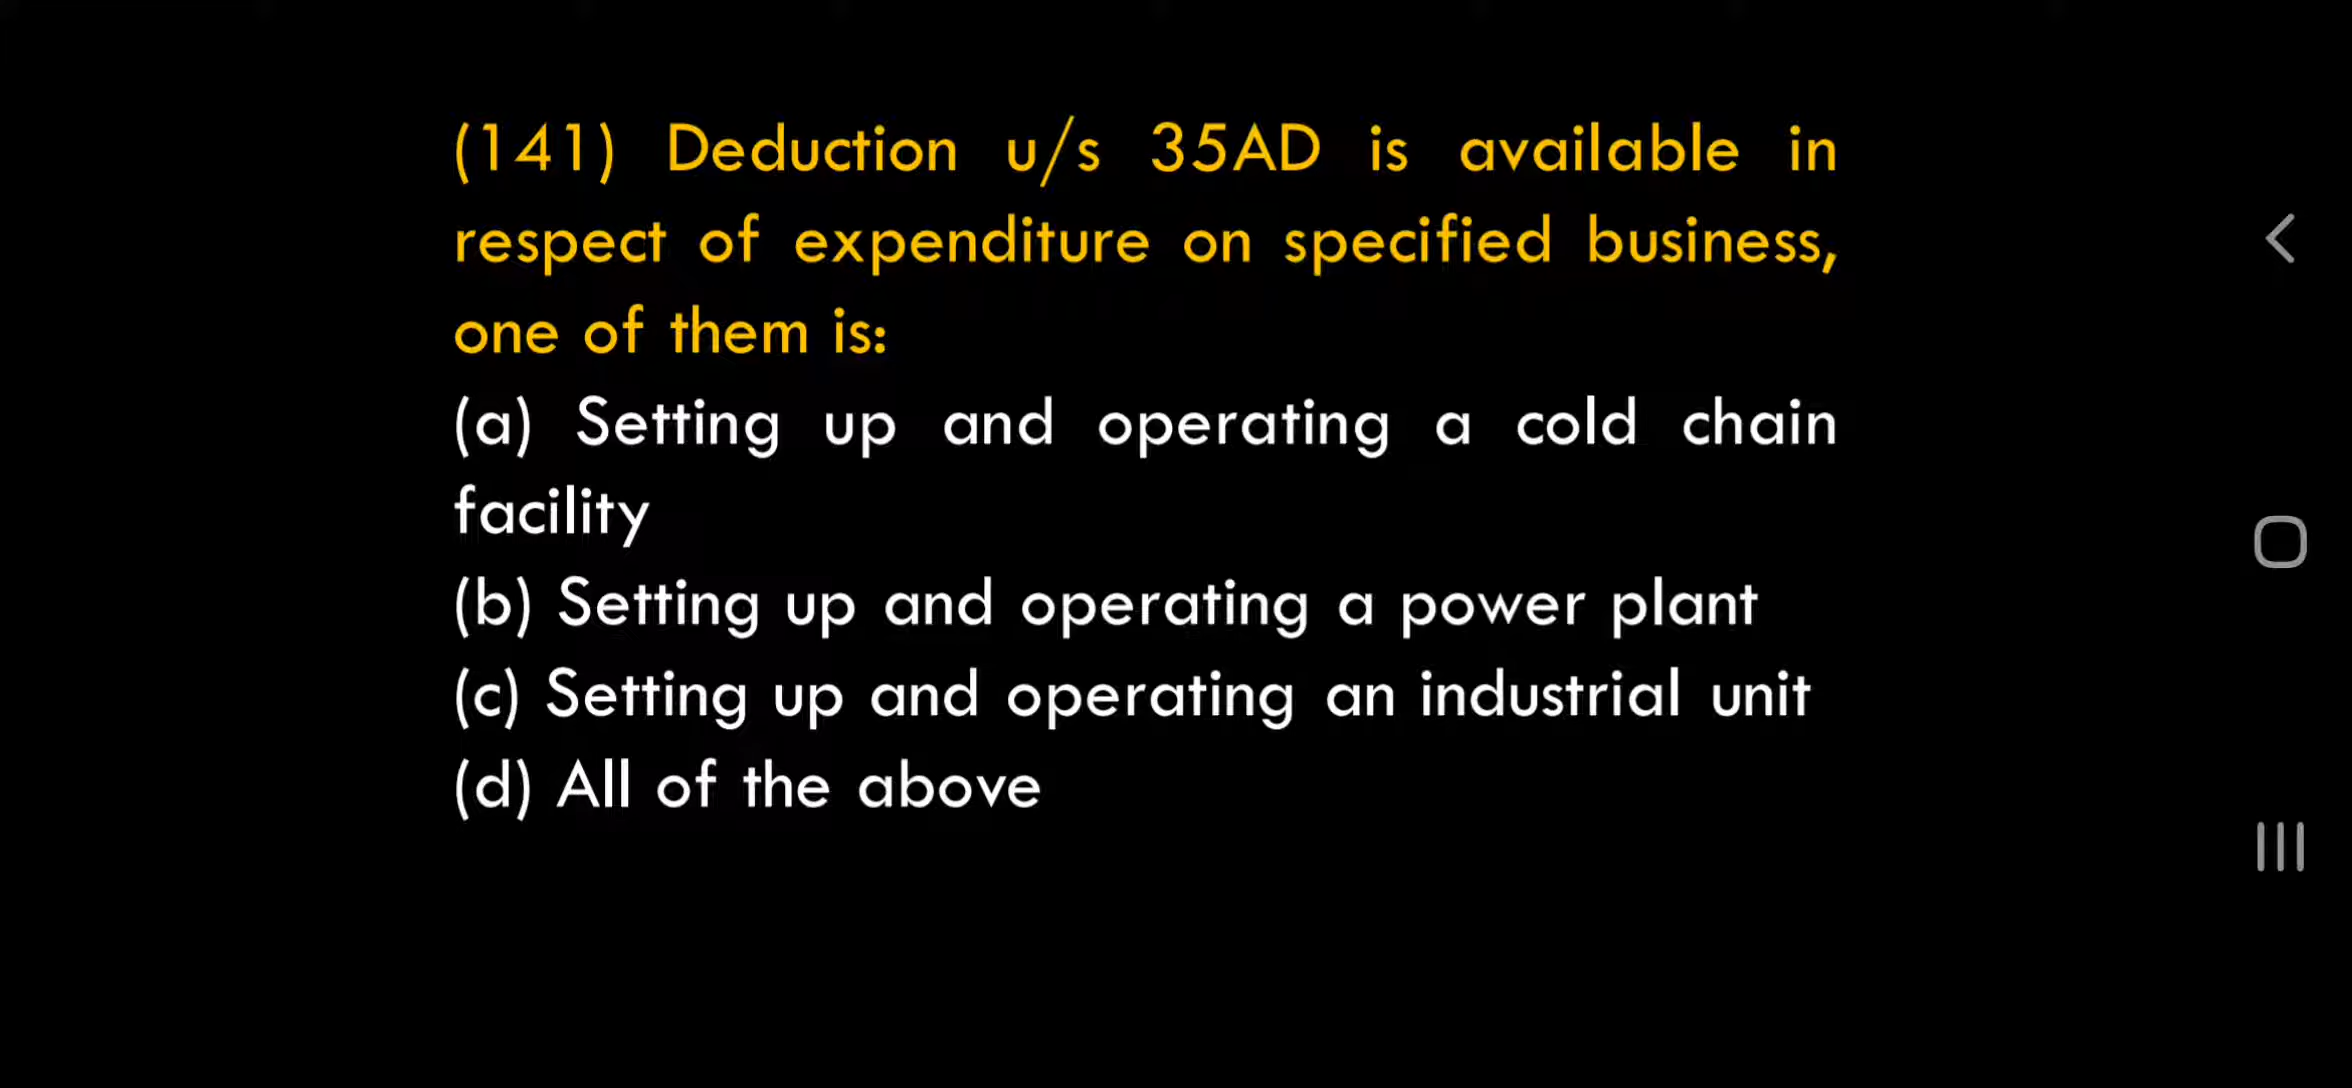 (141) Deduction u/s 35AD is available in
respect of expenditure on specified business,
one of them is:
(a) Setting up and operating a cold chain
facility
(b) Setting up and operating a power plant
(c) Setting up and operating an industrial unit
(d) All of the above